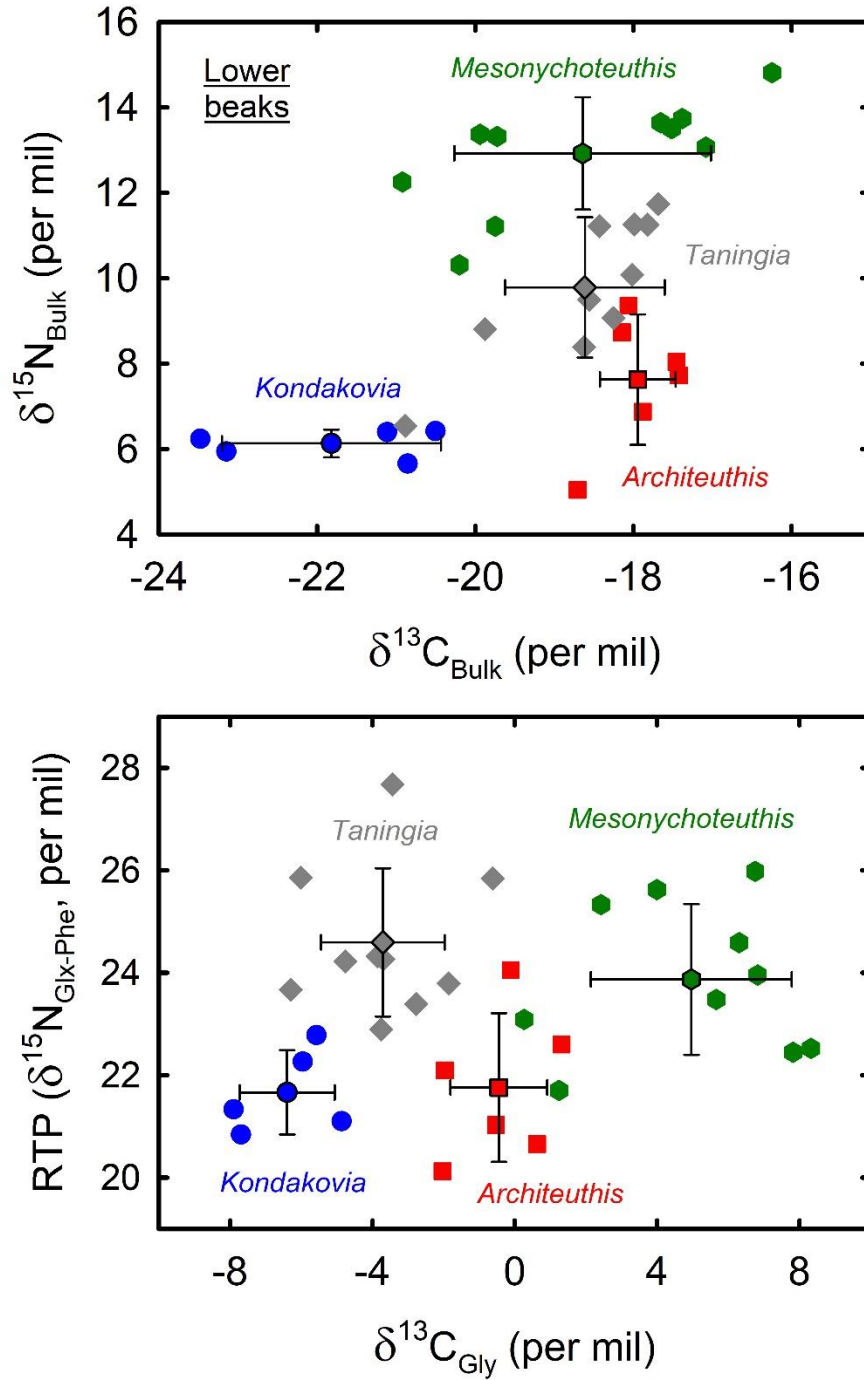 16
14
12
10
8
6
4
δ15NBulk (per mil)
Lower
beaks
Mesonychoteuthis
Taningia
Kondakovia
Architeuthis
-24 -22 -20 -18 -16
δ13CBulk (per mil)
28
26
24
22
20
RTP (δ15NGlx-Phe, per mil)
Taningia
Mesonychoteuthis
Kondakovia
Architeuthis
-8 -4 0 4 8
δ13CGly (per mil)